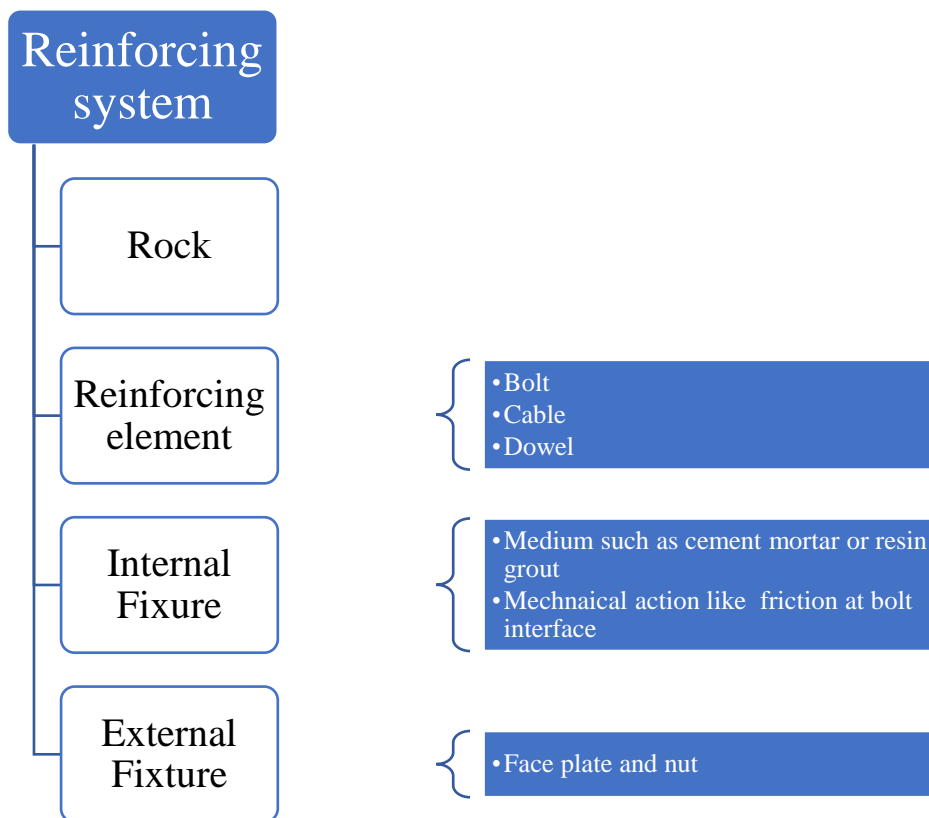 Reinforcing
system
Rock
Reinforcing
element
•Bolt
•Cable
•Dowel
Internal
Fixure
•Medium such as cement mortar or resin
grout
•Mechnaical action like  friction at bolt
interface
External
Fixture
•Face plate and nut